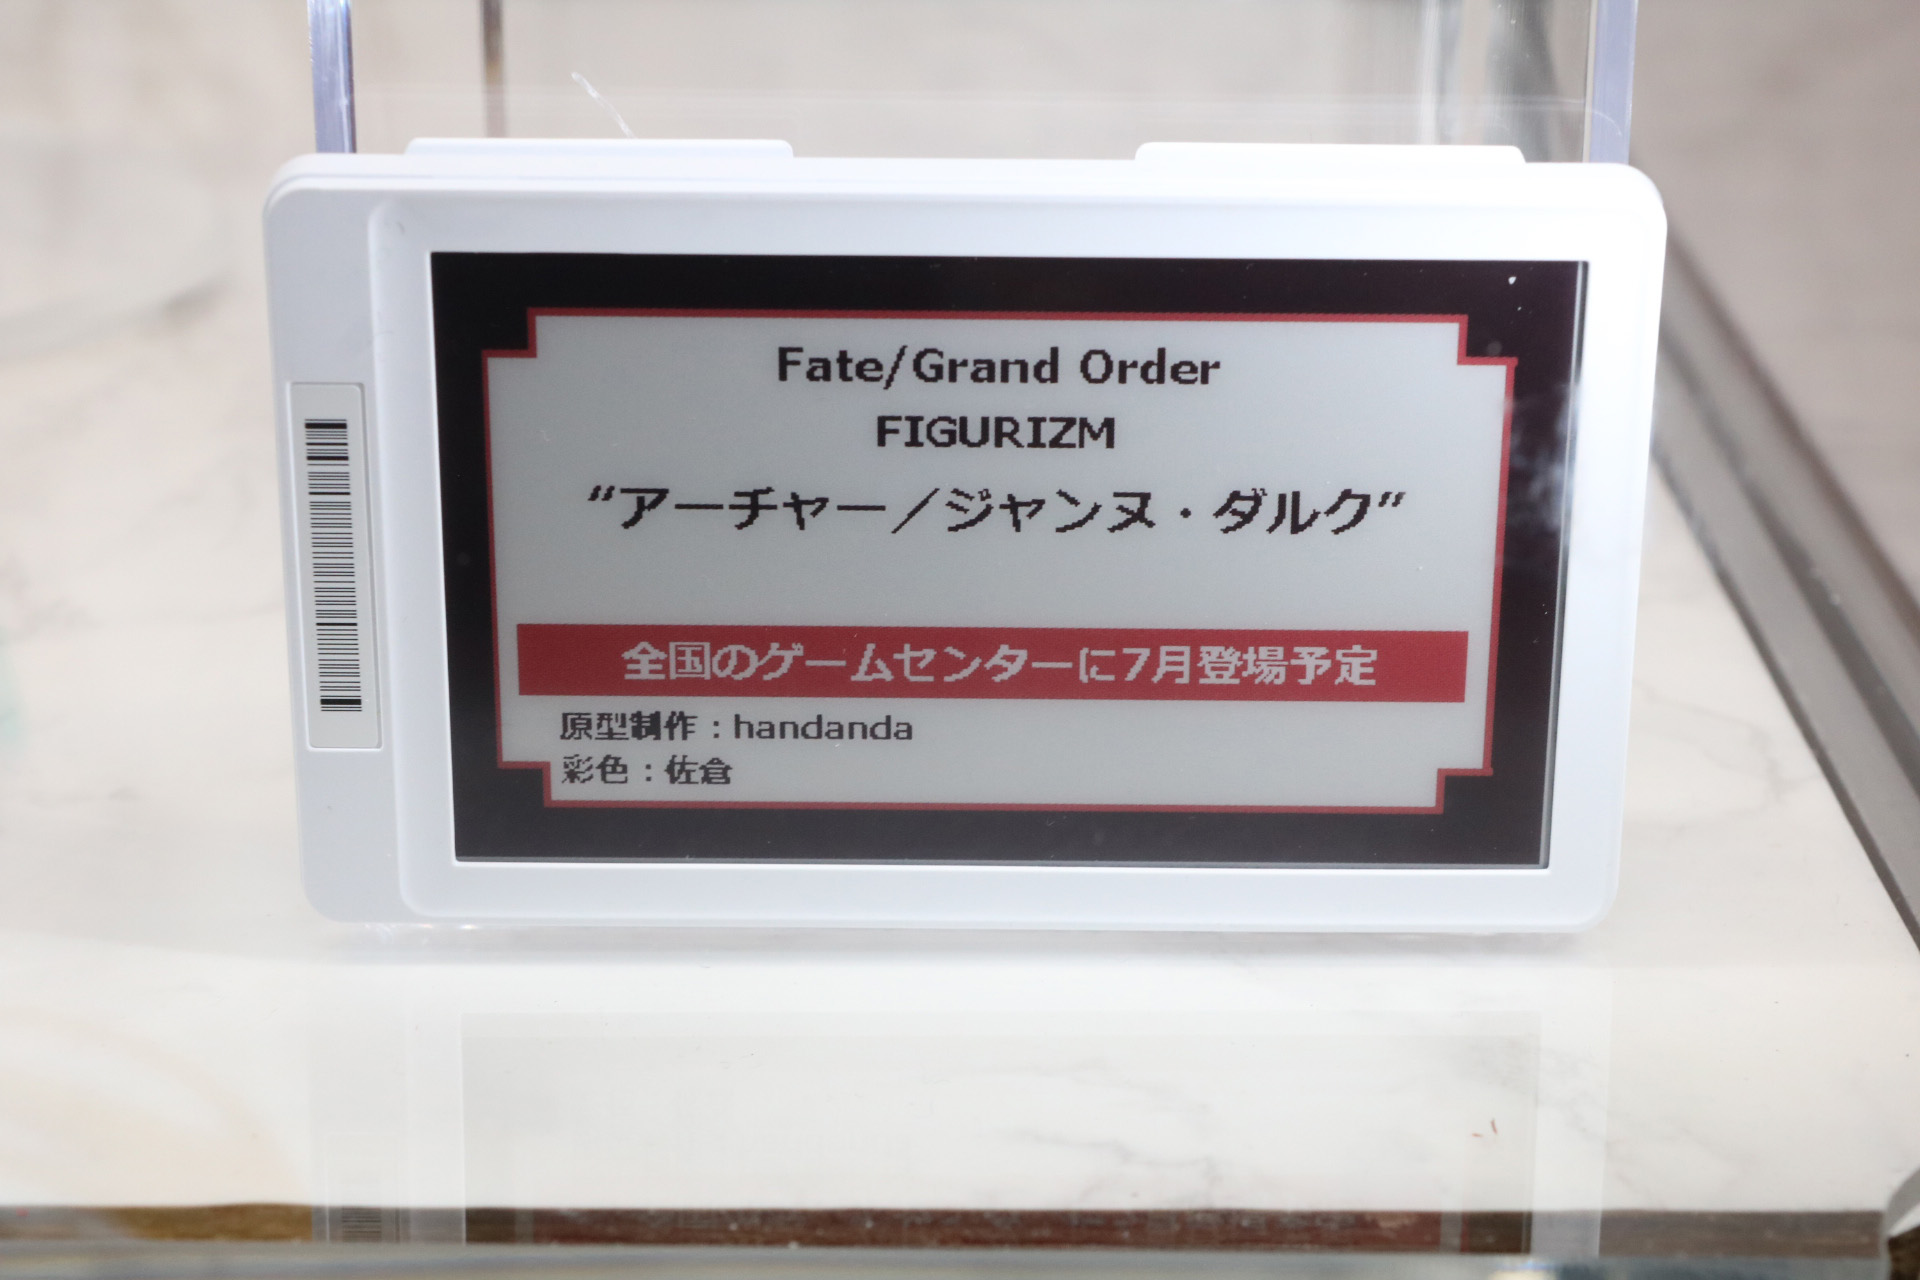 Fate/Grand Order
FIGURIZM
“アーチャー／ジャンヌ・ダルク”
全国のゲームセンターに7月登場予定
原型制作：handanda
彩色：佐倉